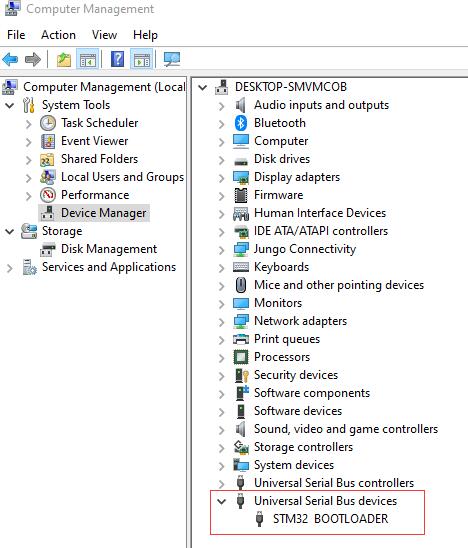 Computer Management
File Action View Help
Computer Management (Local
System Tools
Task Scheduler
Event Viewer
Shared Folders
Local Users and Groups
Performance
Device Manager
Storage
Disk Management
Services and Applications
DESKTOP-SMVMCOB
Audio inputs and outputs
Bluetooth
Computer
Disk drives
Display adapters
Firmware
Human Interface Devices
IDE ATA/ATAPI controllers
Jungo Connectivity
Keyboards
Mice and other pointing devices
Monitors
Network adapters
Print queues
Processors
Security devices
Software components
Software devices
Sound, video and game controllers
Storage controllers
System devices
Universal Serial Bus controllers
Universal Serial Bus devices
STM32 BOOTLOADER